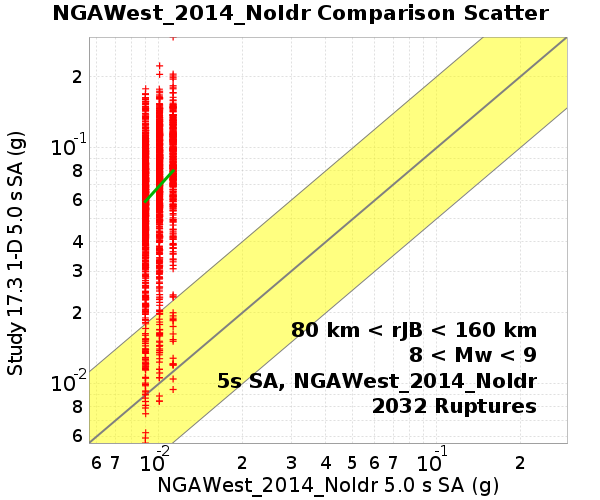 NGAWest_2014_NoIdr Comparison Scatter
Study 17.3 1-D 5.0 s SA (g)
2
10-1
8
6
4
3
2
10-2
8
6
80 km < rJB < 160 km
8 < Mw < 9
5s SA, NGAWest_2014_NoIdr
2032 Ruptures
6 7 10-2 2 3 4 5 6 7 10-1 2
NGAWest_2014_NoIdr 5.0 s SA (g)